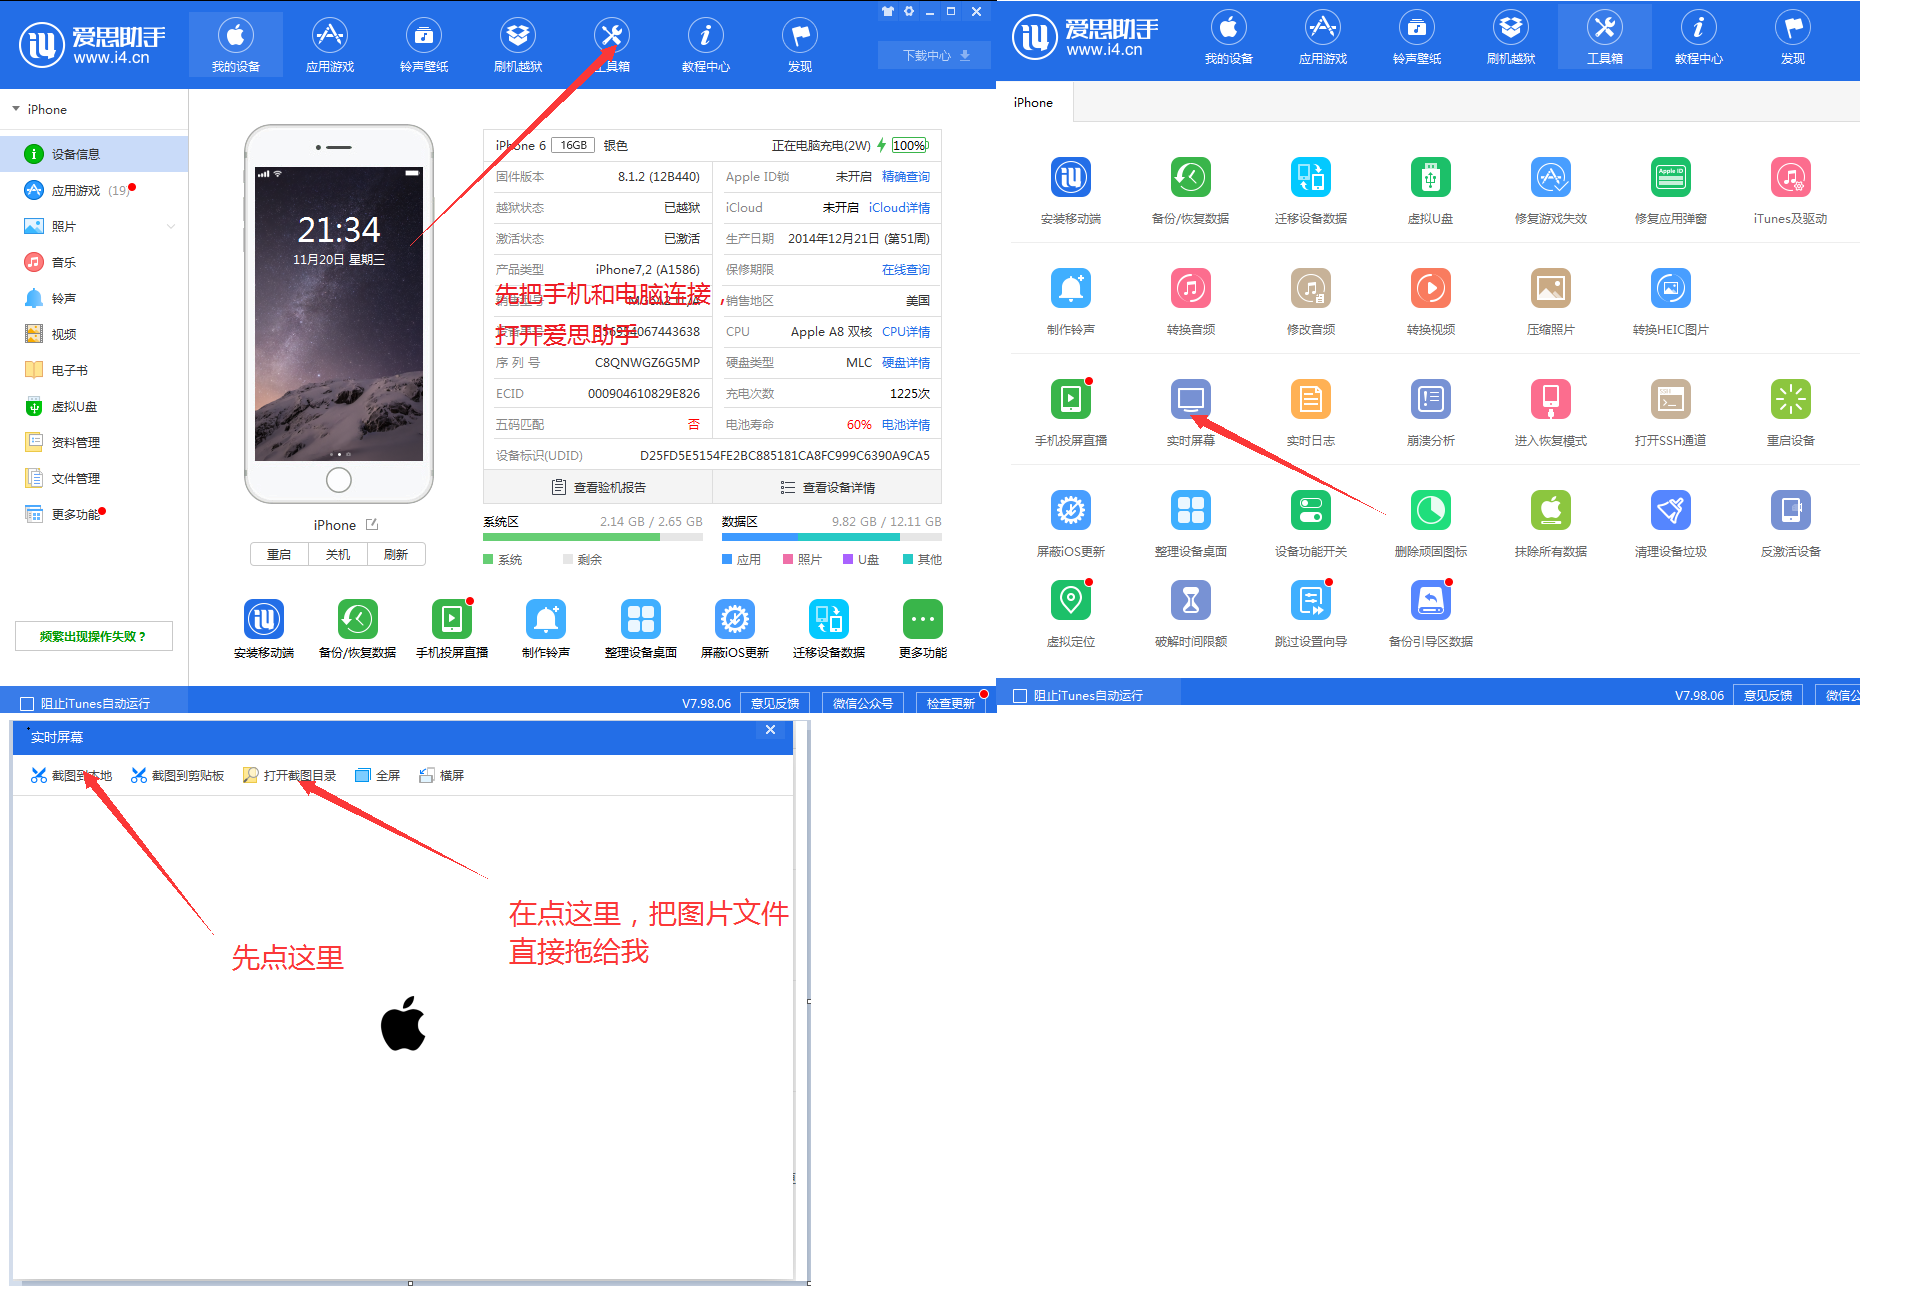 爱思助手
www.i4.cn
我的设备
应用游戏
铃声壁纸
刷机越狱
工具箱
教程中心
发现
下载中心
iPhone
设备信息
应用游戏 (19)
照片
音乐
铃声
视频
电子书
虚拟U盘
资料管理
文件管理
更多功能
频繁出现操作失败？
21:34
11月20日 星期三
iPhone
重启 关机 刷新
iPhone 6 16GB 银色 正在电脑充电(2W) 100%
固件版本 8.1.2 (12B440) Apple ID锁 未开启 精确查询
越狱状态 已越狱 iCloud 未开启 iCloud详情
激活状态 已激活 生产日期 2014年12月21日 (第51周)
产品类型 iPhone7,2 (A1586) 保修期限 在线查询
先把手机和电脑连接，
销售地区 美国
打开爱思助手
CPU Apple A8 双核 CPU详情
序列号 C8QNWGZ6G5MP 硬盘类型 MLC 硬盘详情
ECID 000904610829E826 充电次数 1225次
五码匹配 否 电池寿命 60% 电池详情
设备标识(UDID) D25FD5E5154FE2BC885181CA8FC999C6390A9CA5
查看验机报告 查看设备详情
系统区 2.14 GB / 2.65 GB 数据区 9.82 GB / 12.11 GB
系统 剩余 应用 照片 U盘 其他
安装移动端 备份/恢复数据 手机投屏直播 制作铃声 整理设备桌面 屏蔽iOS更新 迁移设备数据 更多功能
阻止iTunes自动运行 V7.98.06 意见反馈 微信公众号 检查更新
爱思助手
www.i4.cn
我的设备 应用游戏 铃声壁纸 刷机越狱 工具箱 教程中心 发现
iPhone
安装移动端 备份/恢复数据 迁移设备数据 虚拟U盘 修复游戏失效 修复应用弹窗 iTunes及驱动
制作铃声 转换音频 修改音频 转换视频 压缩照片 转换HEIC图片
手机投屏直播 实时屏幕 实时日志 崩溃分析 进入恢复模式 打开SSH通道 重启设备
屏蔽iOS更新 整理设备桌面 设备功能开关 删除顽固图标 抹除所有数据 清理设备垃圾 反激活设备
虚拟定位 破解时间限额 跳过设置向导 备份引导区数据
阻止iTunes自动运行 V7.98.06 意见反馈 微信公
实时屏幕
截图到本地 截图到剪贴板 打开截图目录 全屏 横屏
先点这里
在点这里，把图片文件
直接拖给我